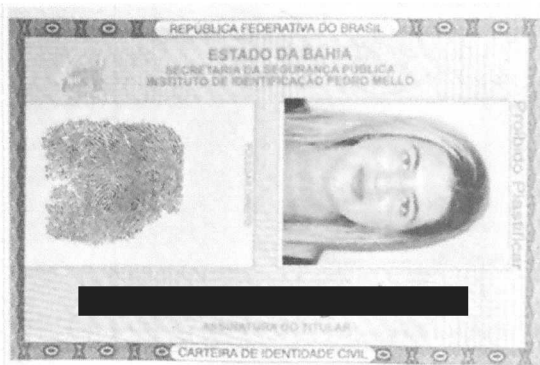 REPÚBLICA FEDERATIVA DO BRASIL
ESTADO DA BAHIA
SECRETARIA DA SEGURANÇA PÚBLICA
INSTITUTO DE IDENTIFICAÇÃO PEDRO MELLO
Proibido Plastificar
ASSINATURA DO TITULAR
CARTEIRA DE IDENTIDADE CIVIL